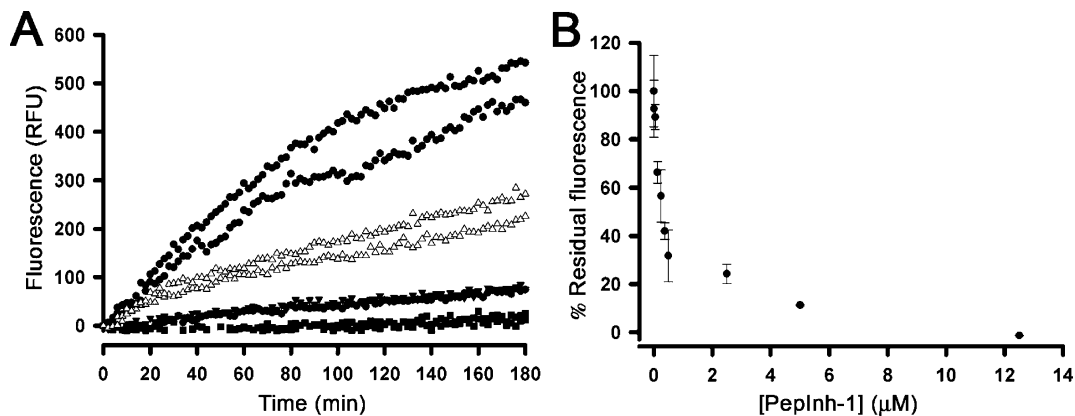 A
Fluorescence (RFU)
600
500
400
300
200
100
0
0 20 40 60 80 100 120 140 160 180
Time (min)
B
% Residual fluorescence
120
100
80
60
40
20
0
0 2 4 6 8 10 12 14
[PepInh-1] (µM)